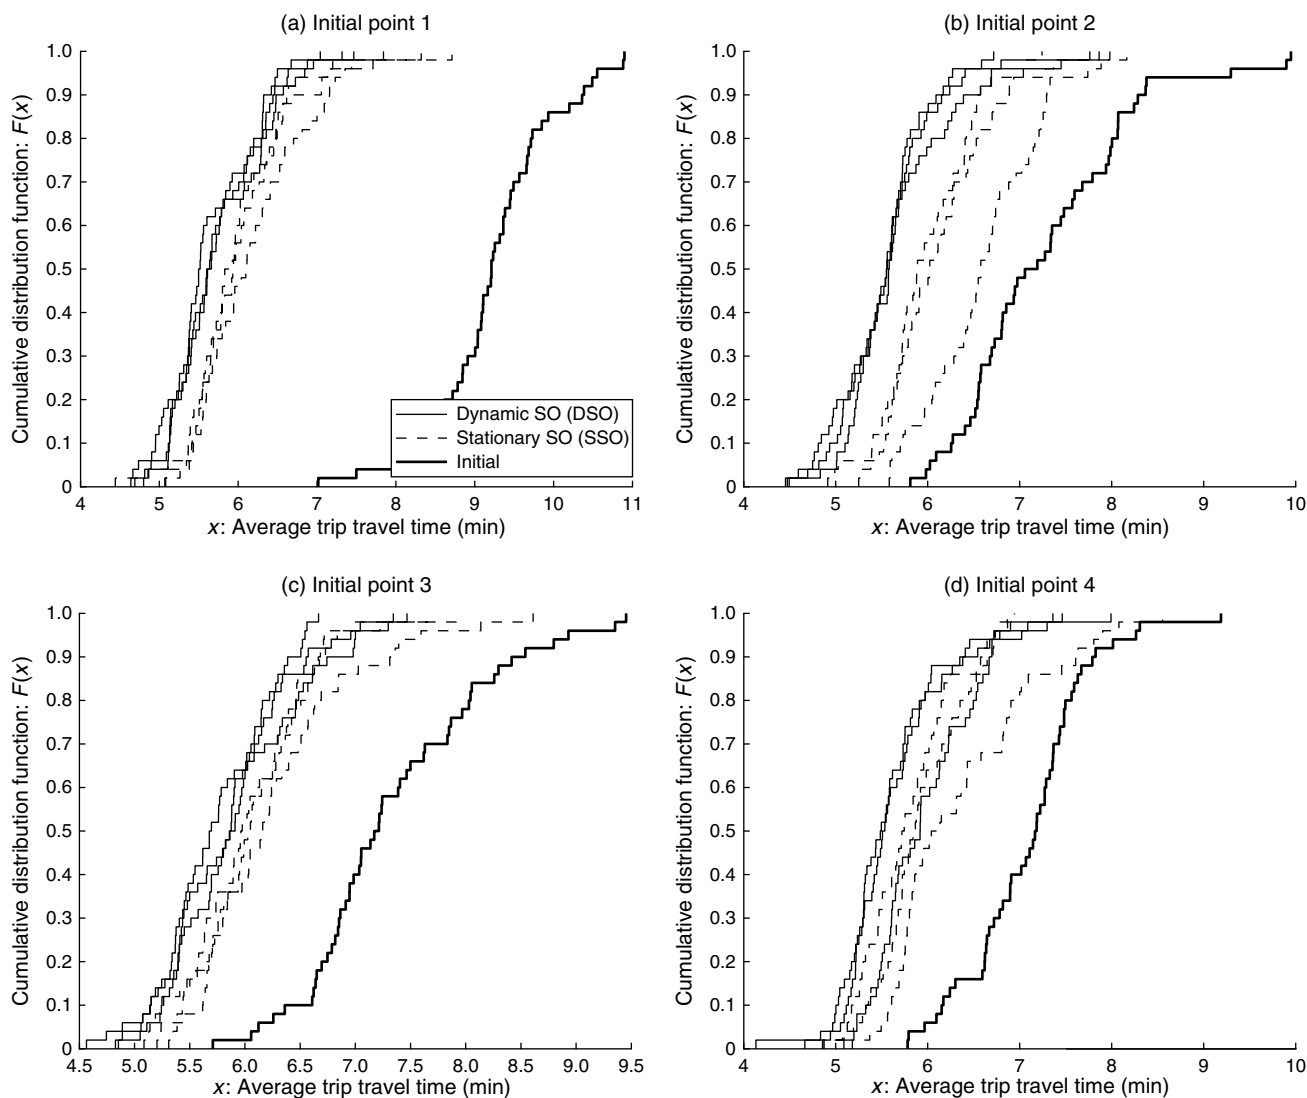 (a) Initial point 1
1.0
0.9
0.8
0.7
0.6
0.5
0.4
0.3
0.2
0.1
0
Cumulative distribution function: F(x)
Dynamic SO (DSO)
Stationary SO (SSO)
Initial
4 5 6 7 8 9 10 11
x: Average trip travel time (min)
(b) Initial point 2
1.0
0.9
0.8
0.7
0.6
0.5
0.4
0.3
0.2
0.1
0
Cumulative distribution function: F(x)
4 5 6 7 8 9 10
x: Average trip travel time (min)
(c) Initial point 3
1.0
0.9
0.8
0.7
0.6
0.5
0.4
0.3
0.2
0.1
0
Cumulative distribution function: F(x)
4.5 5.0 5.5 6.0 6.5 7.0 7.5 8.0 8.5 9.0 9.5
x: Average trip travel time (min)
(d) Initial point 4
1.0
0.9
0.8
0.7
0.6
0.5
0.4
0.3
0.2
0.1
0
Cumulative distribution function: F(x)
4 5 6 7 8 9 10
x: Average trip travel time (min)